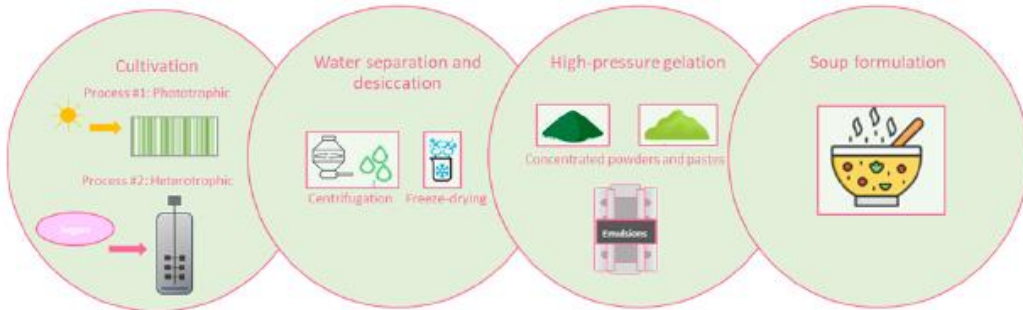 Cultivation
Process #1: Phototrophic
Process #2: Heterotrophic
Water separation and
desiccation
Centrifugation
Freeze-drying
High-pressure gelation
Concentrated powders and pastes
Emulsions
Soup formulation